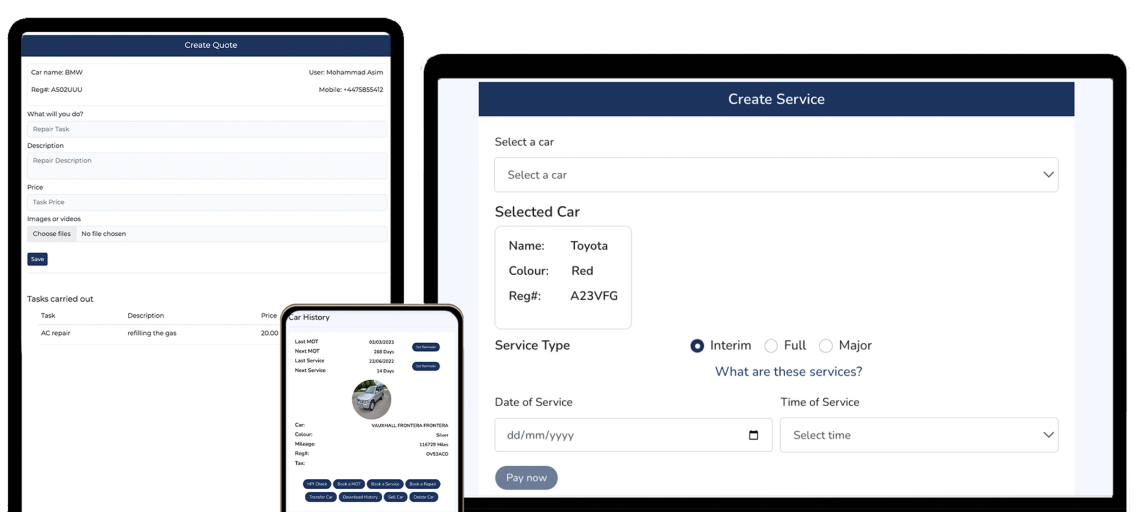 Create Quote
Car name: BMW
User: Mohammad Asim
Reg#: AS02UUU
Mobile: +4475855412
What will you do?
Repair Task
Description
Repair Description
Price
Task Price
Images or videos
Choose files No file chosen
Save
Tasks carried out
Task Description Price
AC repair refilling the gas 20.00
Car History
Last MOT 03/03/2023
Next MOT 268 Days
Set Reminder
Last Service 22/06/2022
Next Service 14 Days
Set Reminder
Car: VAUXHALL FRONTERA FRONTERA
Colour: Silver
Mileage: 116729 Miles
Reg#: OV53ACO
Tax:
HPI Check Book a MOT Book a Service Book a Repair
Transfer Car Download History Sell Car Delete Car
Create Service
Select a car
Select a car
Selected Car
Name: Toyota
Colour: Red
Reg#: A23VFG
Service Type Interim Full Major
What are these services?
Date of Service Time of Service
dd/mm/yyyy Select time
Pay now